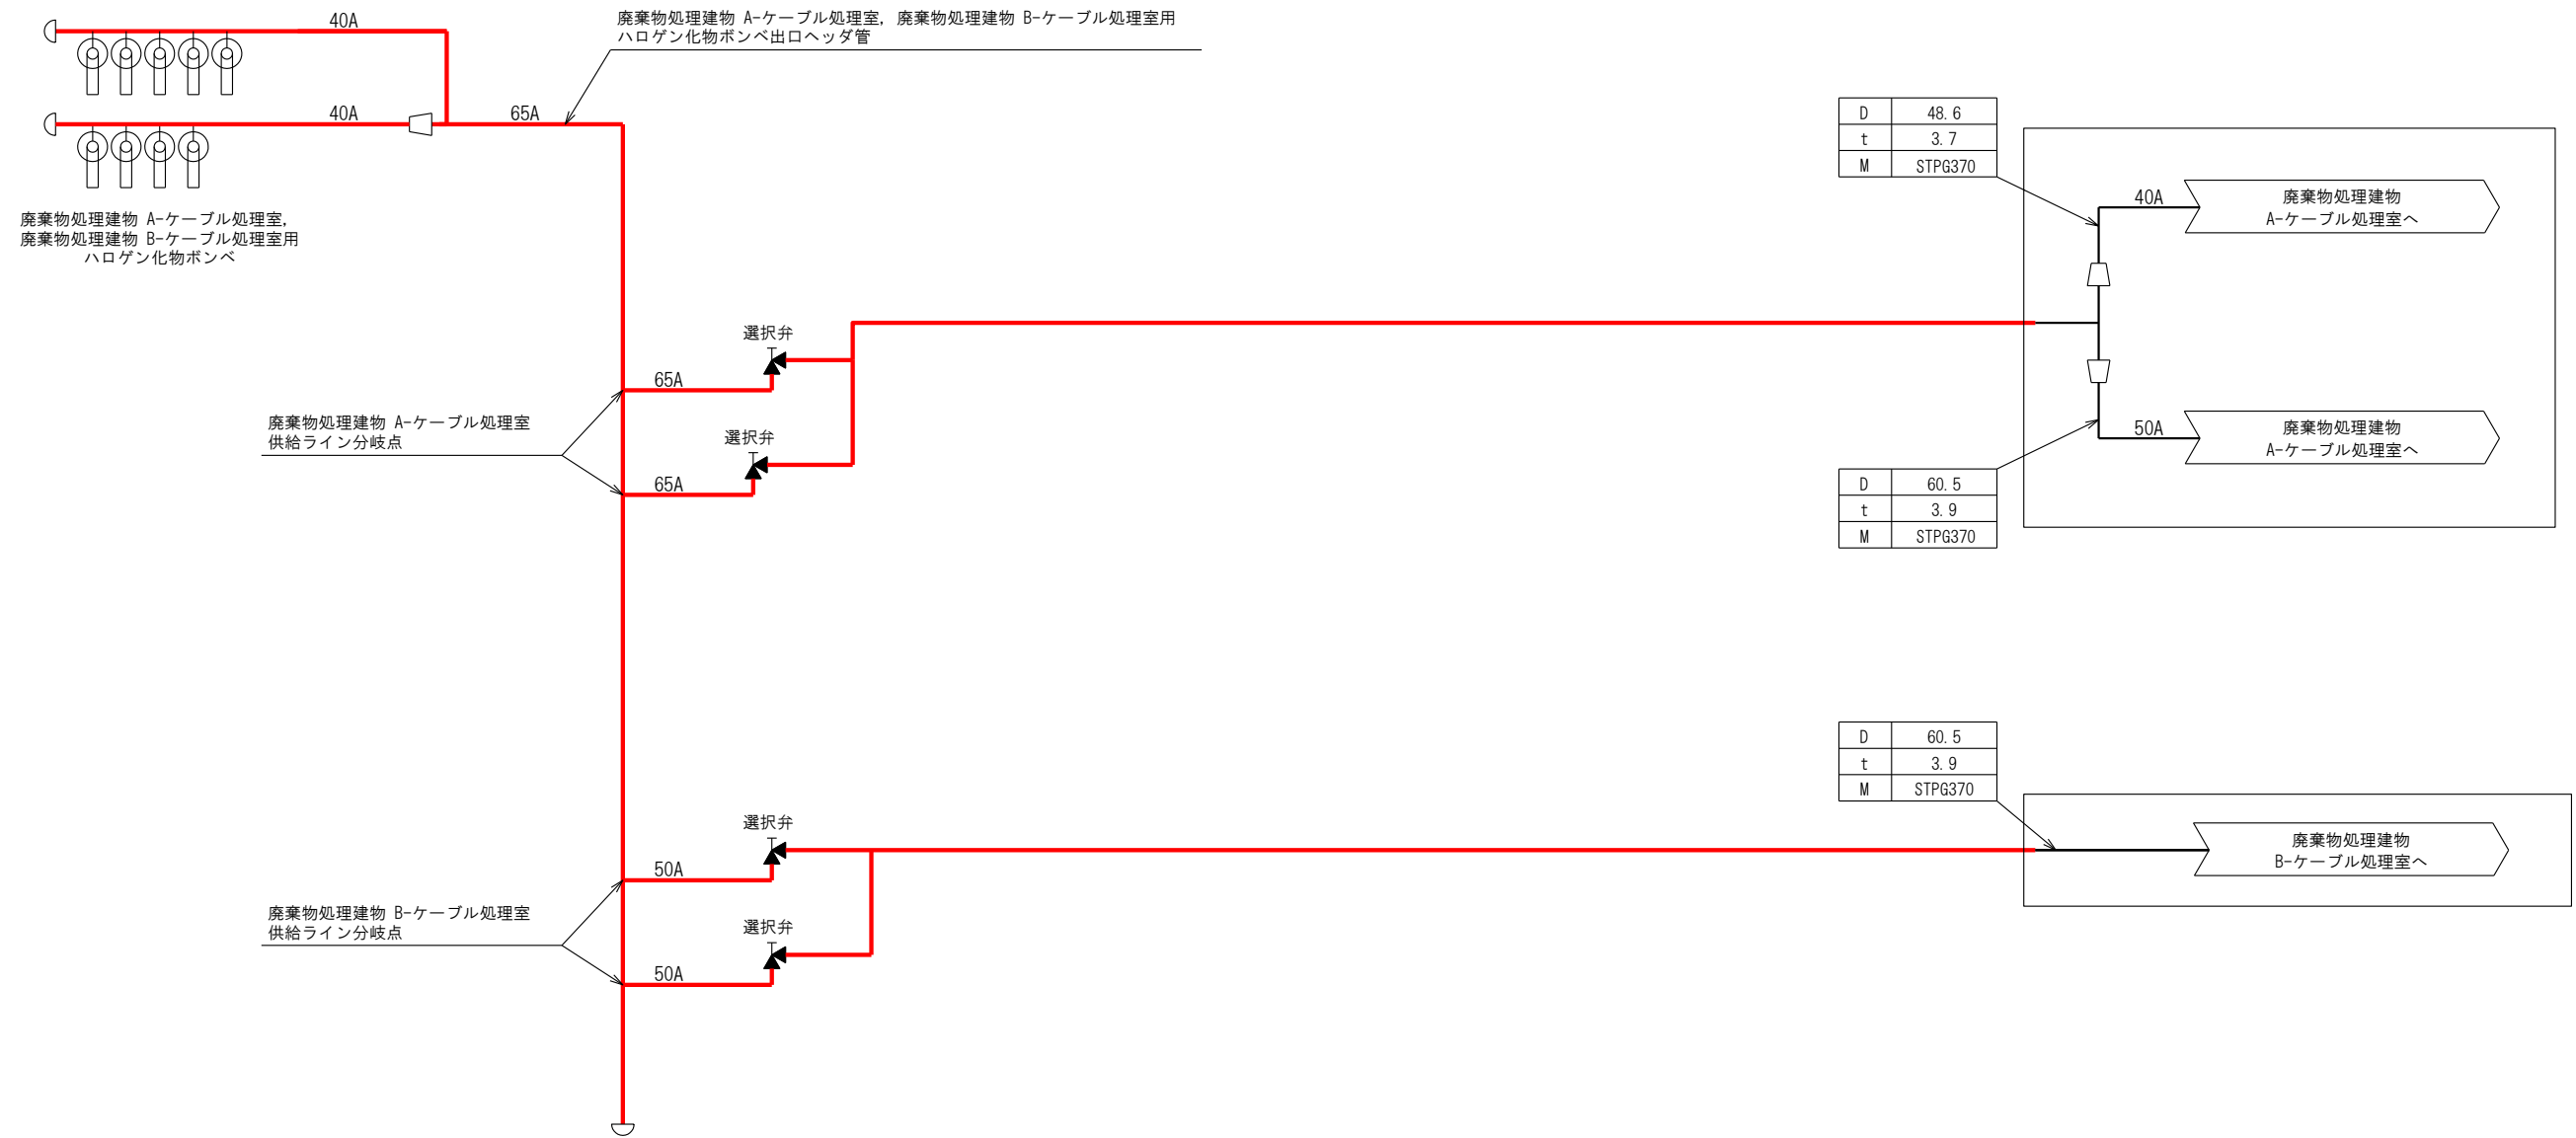 40A
廃棄物処理建物 A-ケーブル処理室, 廃棄物処理建物 B-ケーブル処理室用
ハロゲン化物ボンベ出口ヘッダ管
40A
65A
廃棄物処理建物 A-ケーブル処理室,
廃棄物処理建物 B-ケーブル処理室用
ハロゲン化物ボンベ
D 48.6
t 3.7
M STPG370
40A
廃棄物処理建物
A-ケーブル処理室へ
選択弁
65A
廃棄物処理建物 A-ケーブル処理室
供給ライン分岐点
選択弁
65A
50A
廃棄物処理建物
A-ケーブル処理室へ
D 60.5
t 3.9
M STPG370
D 60.5
t 3.9
M STPG370
選択弁
50A
廃棄物処理建物
B-ケーブル処理室へ
廃棄物処理建物 B-ケーブル処理室
供給ライン分岐点
選択弁
50A